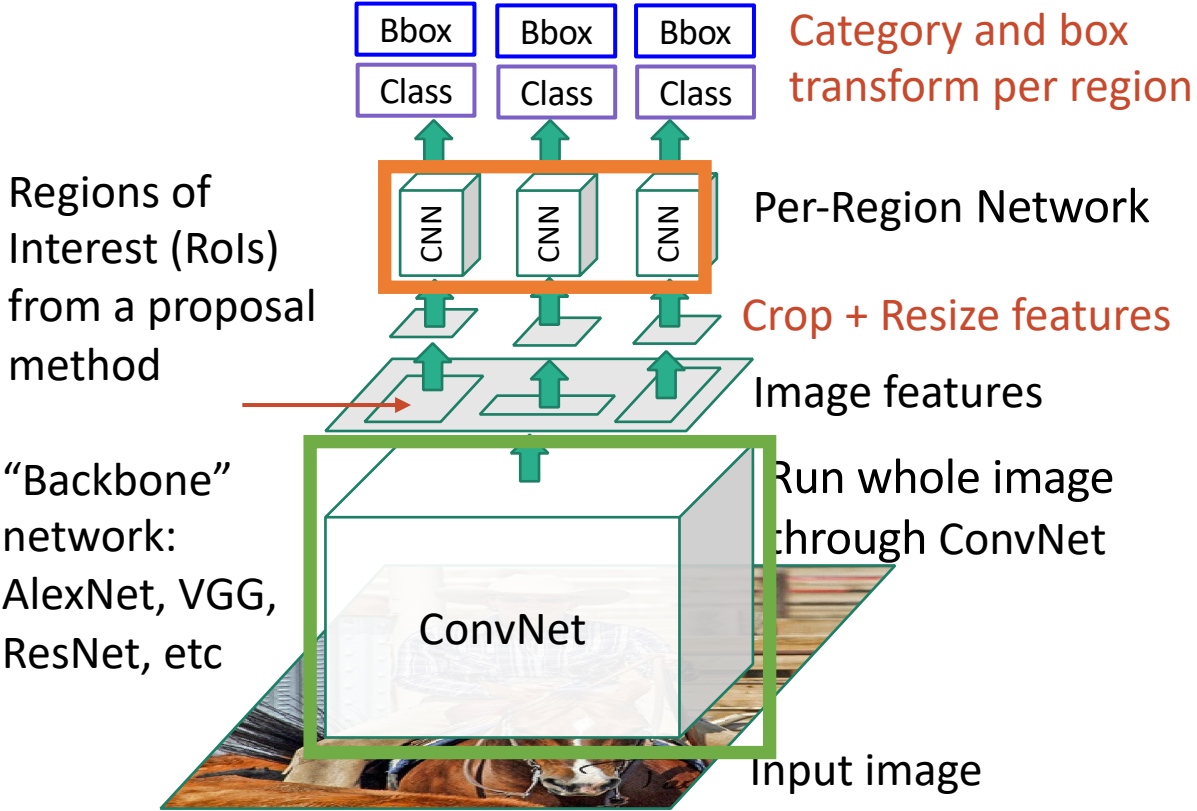 Bbox Bbox Bbox
Class Class Class
Category and box
transform per region
CNN CNN CNN
Per-Region Network
Regions of
Interest (RoIs)
from a proposal
method
Crop + Resize features
Image features
“Backbone”
network:
AlexNet, VGG,
ResNet, etc
Run whole image
through ConvNet
ConvNet
Input image